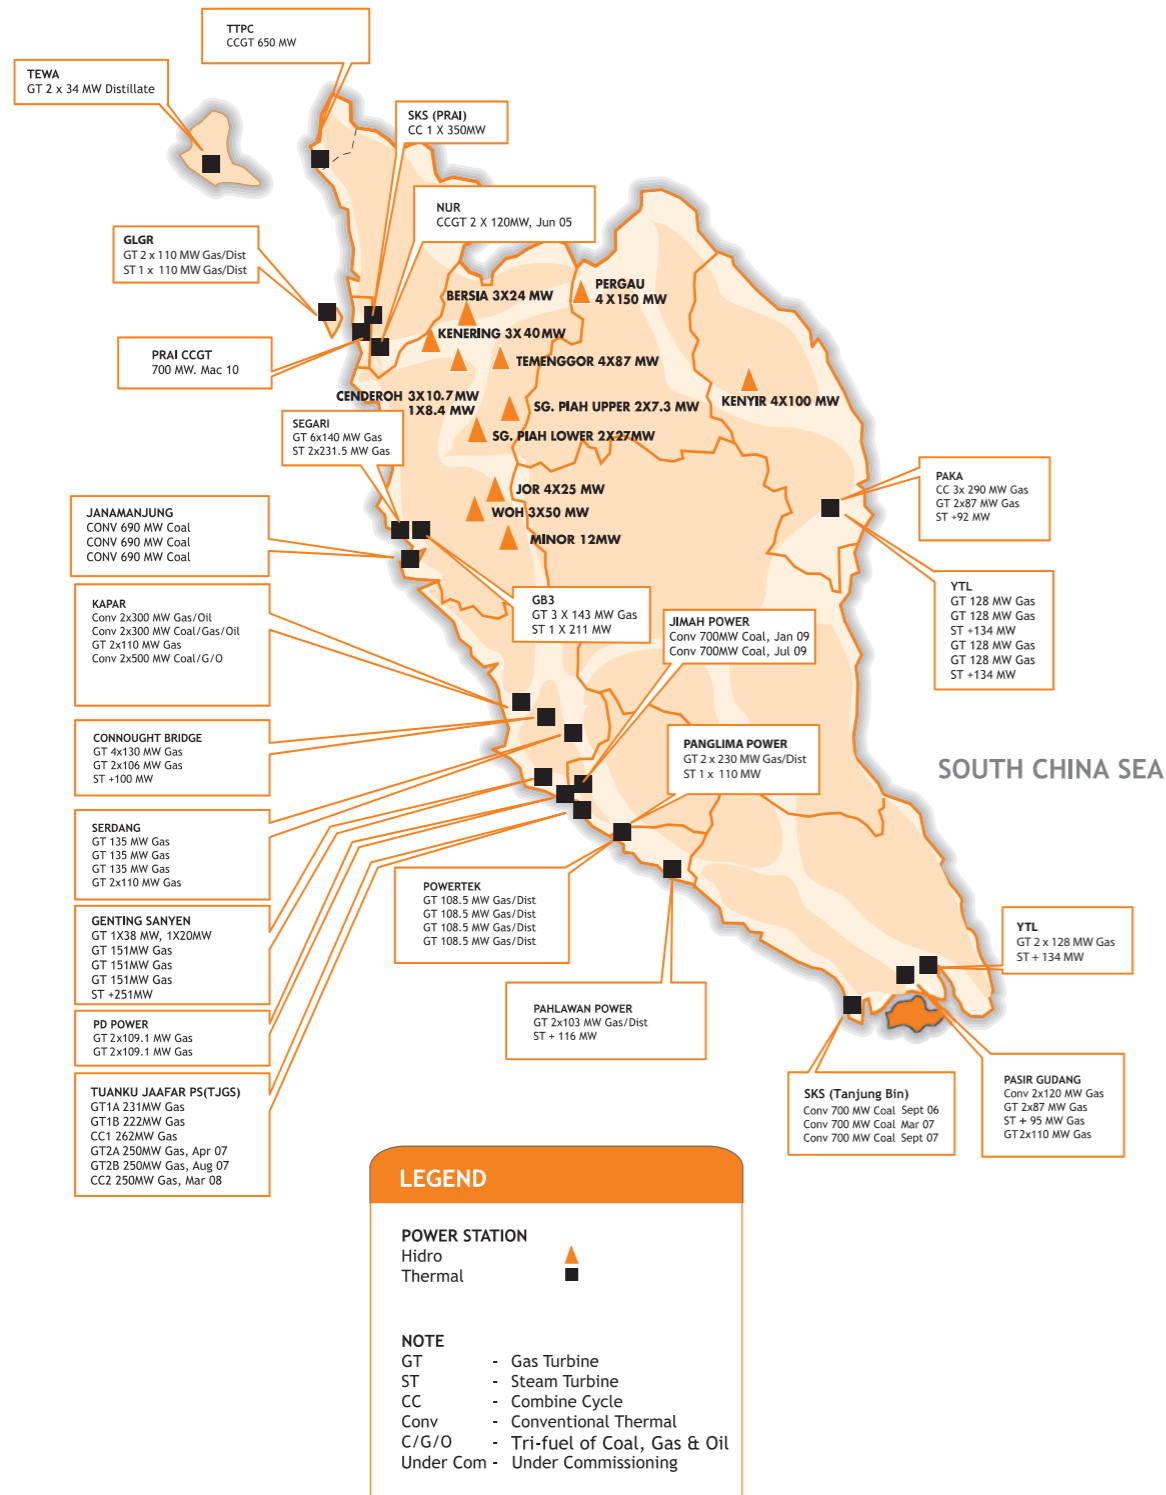 TTPC
CCGT 650 MW
TEWA
GT 2 x 34 MW Distillate
SKS (PRAI)
CC 1 X 350MW
NUR
CCGT 2 X 120MW, Jun 05
GLGR
GT 2 x 110 MW Gas/Dist
ST 1 x 110 MW Gas/Dist
PRAI CCGT
700 MW. Mac 10
BERSIA 3X24 MW
PERGAU
4 X150 MW
KENERING 3X 40MW
TEMENGGOR 4X87 MW
CENDEROH 3X10.7MW
1X8.4 MW
KENYIR 4X100 MW
SG. PIAH UPPER 2X7.3 MW
SG. PIAH LOWER 2X27MW
SEGARI
GT 6x140 MW Gas
ST 2x231.5 MW Gas
JOR 4X25 MW
WOH 3X50 MW
MINOR 12MW
PAKA
CC 3x 290 MW Gas
GT 2x87 MW Gas
ST +92 MW
JANAMANJUNG
CONV 690 MW Coal
CONV 690 MW Coal
CONV 690 MW Coal
YTL
GT 128 MW Gas
GT 128 MW Gas
ST +134 MW
GT 128 MW Gas
GT 128 MW Gas
ST +134 MW
GB3
GT 3 X 143 MW Gas
ST 1 X 211 MW
KAPAR
Conv 2x300 MW Gas/Oil
Conv 2x300 MW Coal/Gas/Oil
GT 2x110 MW Gas
Conv 2x500 MW Coal/G/O
JIMAH POWER
Conv 700MW Coal, Jan 09
Conv 700MW Coal, Jul 09
CONNOUGHT BRIDGE
GT 4x130 MW Gas
GT 2x106 MW Gas
ST +100 MW
PANGLIMA POWER
GT 2 x 230 MW Gas/Dist
ST 1 x 110 MW
SOUTH CHINA SEA
SERDANG
GT 135 MW Gas
GT 135 MW Gas
GT 135 MW Gas
GT 2x110 MW Gas
POWERTEK
GT 108.5 MW Gas/Dist
GT 108.5 MW Gas/Dist
GT 108.5 MW Gas/Dist
GT 108.5 MW Gas/Dist
GENTING SANYEN
GT 1X38 MW, 1X20MW
GT 151MW Gas
GT 151MW Gas
GT 151MW Gas
ST +251MW
YTL
GT 2 x 128 MW Gas
ST + 134 MW
PAHLAWAN POWER
GT 2x103 MW Gas/Dist
ST + 116 MW
PD POWER
GT 2x109.1 MW Gas
GT 2x109.1 MW Gas
TUANKU JAAFAR PS(TJGS)
GT1A 231MW Gas
GT1B 222MW Gas
CC1 262MW Gas
GT2A 250MW Gas, Apr 07
GT2B 250MW Gas, Aug 07
CC2 250MW Gas, Mar 08
SKS (Tanjung Bin)
Conv 700 MW Coal Sept 06
Conv 700 MW Coal Mar 07
Conv 700 MW Coal Sept 07
PASIR GUDANG
Conv 2x120 MW Gas
GT 2x87 MW Gas
ST + 95 MW Gas
GT2x110 MW Gas
LEGEND
POWER STATION
Hidro
Thermal
NOTE
GT - Gas Turbine
ST - Steam Turbine
CC - Combine Cycle
Conv - Conventional Thermal
C/G/O - Tri-fuel of Coal, Gas & Oil
Under Com - Under Commissioning